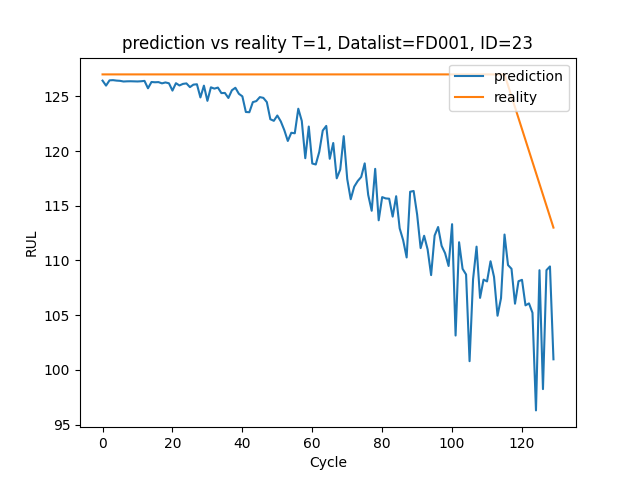 prediction vs reality T=1, Datalist=FD001, ID=23
prediction
reality
125
120
115
110
105
100
95
RUL
0 20 40 60 80 100 120
Cycle